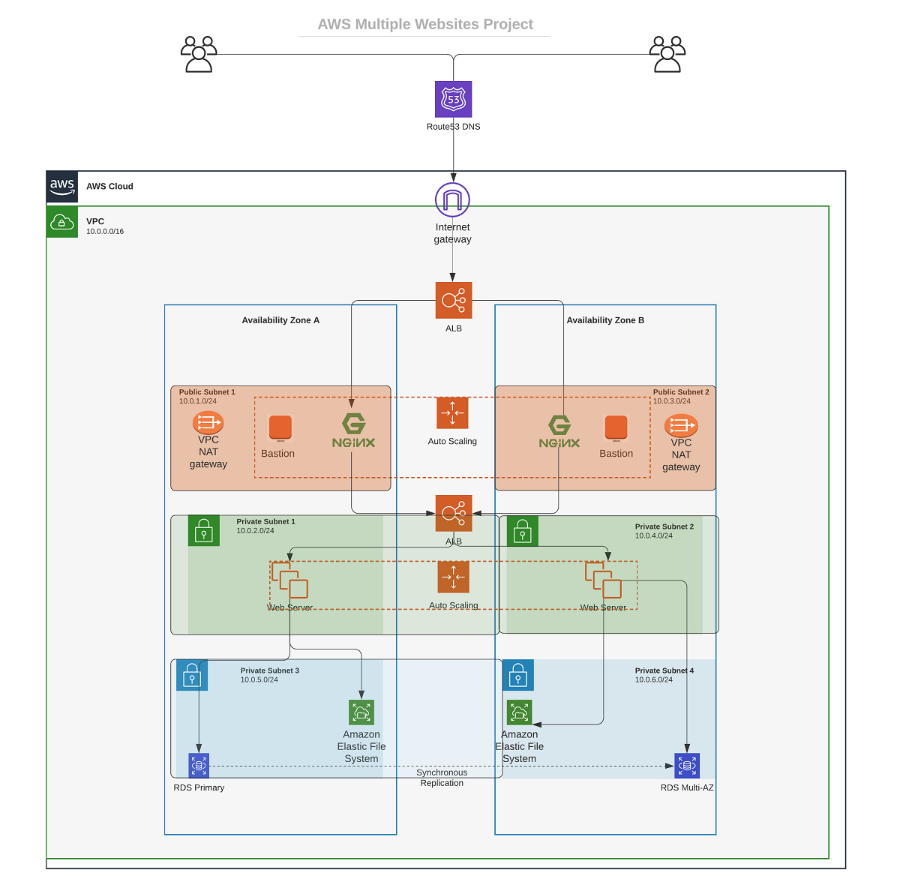 AWS Multiple Websites Project
53
Route53 DNS
aws
AWS Cloud
VPC
10.0.0.0/16
Internet
gateway
ALB
Availability Zone A
Availability Zone B
Public Subnet 1
10.0.1.0/24
Public Subnet 2
10.0.3.0/24
VPC
NAT
gateway
Bastion
NGINX
Auto Scaling
NGINX
Bastion
VPC
NAT
gateway
ALB
Private Subnet 1
10.0.2.0/24
Private Subnet 2
10.0.4.0/24
Web Server
Auto Scaling
Web Server
Private Subnet 3
10.0.5.0/24
Private Subnet 4
10.0.6.0/24
Amazon
Elastic File
System
Amazon
Elastic File
System
Synchronous
Replication
RDS Primary
RDS Multi-AZ